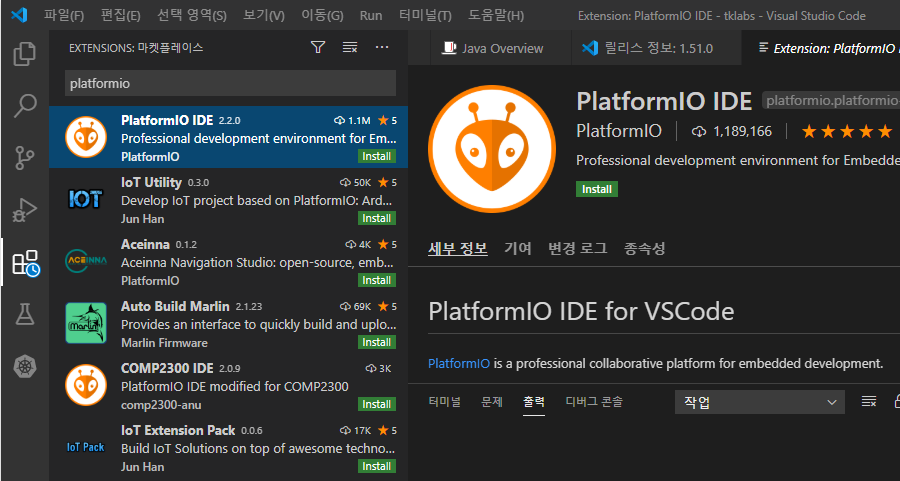 파일(F) 편집(E) 선택 영역(S) 보기(V) 이동(G) Run 터미널(T) 도움말(H) Extension: PlatformIO IDE - tklabs - Visual Studio Code
EXTENSIONS: 마켓플레이스 ...
platformio
PlatformIO IDE 2.2.0 1.1M ★ 5
Professional development environment for Em...
PlatformIO Install
IoT Utility 0.3.0 50K ★ 5
IOT
Develop IoT project based on PlatformIO: Ard...
Jun Han Install
Aceinna 0.1.2 4K ★ 5
ACEINNA
Aceinna Navigation Studio: open-source, emb...
PlatformIO Install
Auto Build Marlin 2.1.23 69K ★ 5
Marlin
Provides an interface to quickly build and uplo...
Marlin Firmware Install
COMP2300 IDE 2.0.9 3K
PlatformIO IDE modified for COMP2300
comp2300-anu Install
IoT Extension Pack 0.0.6 17K ★ 5
IoT Pack
Build IoT Solutions on top of awesome techno...
Jun Han Install
Java Overview 릴리스 정보: 1.51.0 Extension: PlatformIO
PlatformIO IDE platformio.platformio-
PlatformIO 1,189,166 ★★★★★
Professional development environment for Embedded
Install
세부 정보 기여 변경 로그 종속성
PlatformIO IDE for VSCode
PlatformIO is a professional collaborative platform for embedded development.
터미널 문제 출력 디버그 콘솔 작업